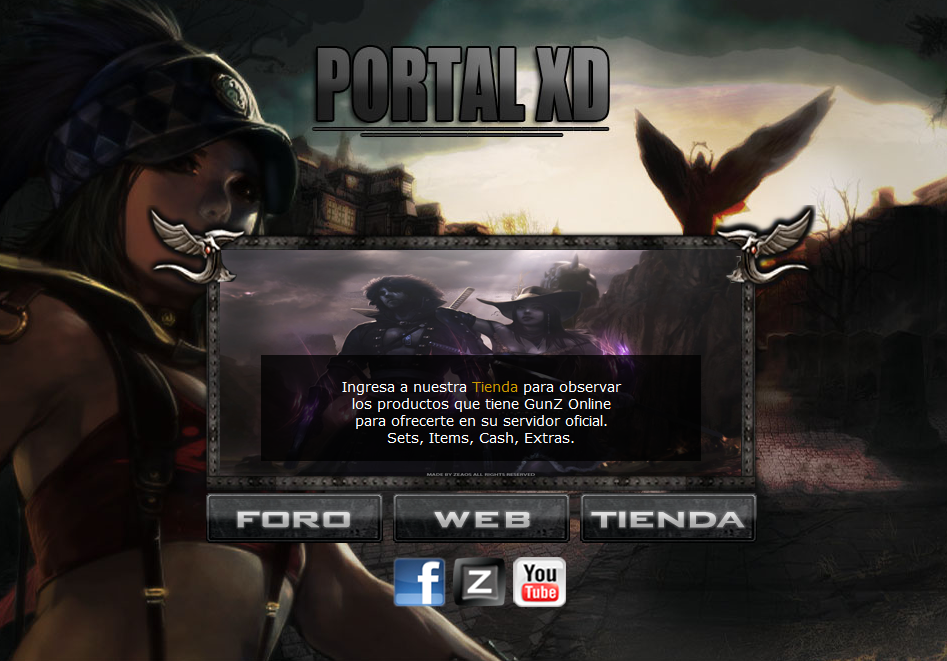 PORTAL XD
Ingresa a nuestra Tienda para observar
los productos que tiene GunZ Online
para ofrecerte en su servidor oficial.
Sets, Items, Cash, Extras.
MADE BY ZEAOS ALL RIGHTS RESERVED
FORO WEB TIENDA
f Z You
Tube